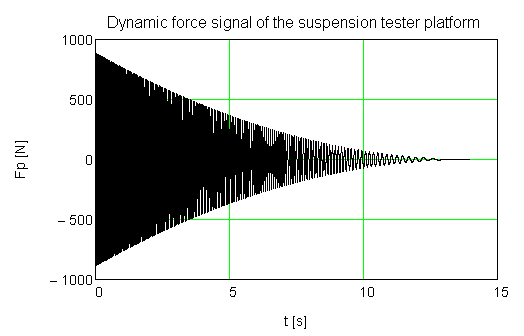 Dynamic force signal of the suspension tester platform
1000
500
0
– 500
– 1000
Fp [N]
0 5 10 15
t [s]